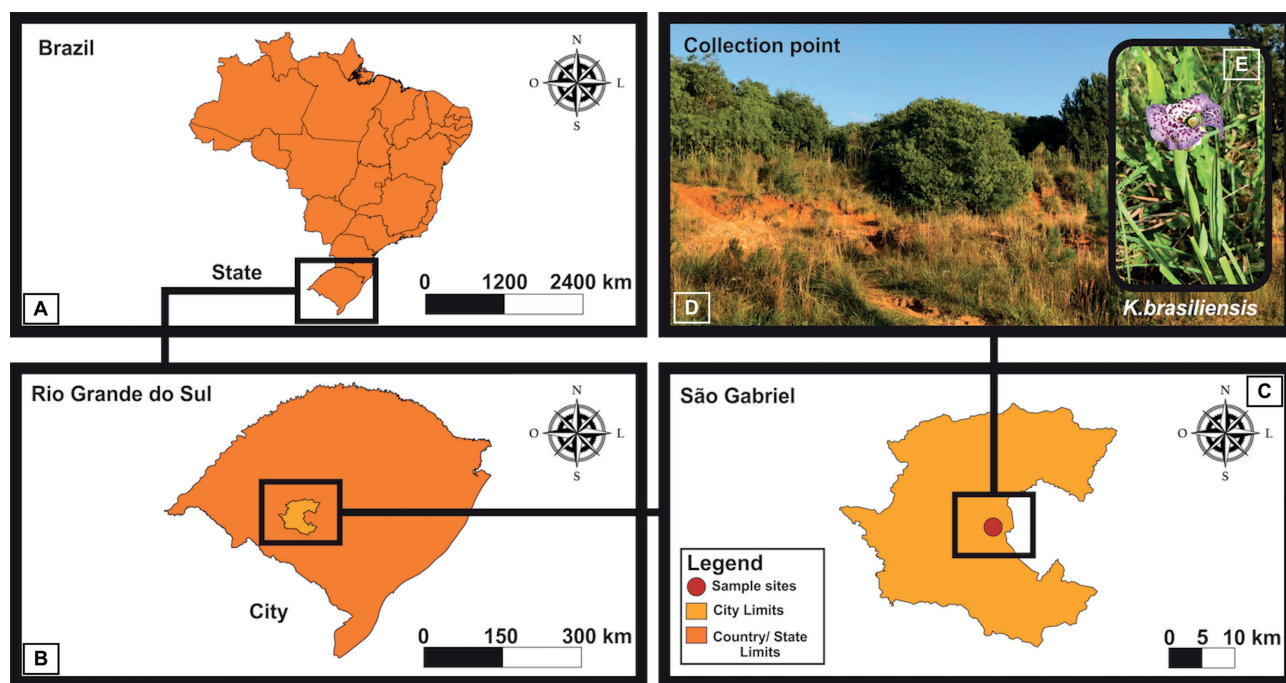 Brazil
N
O L
S
State
0 1200 2400 km
A
Collection point
E
D
K.brasiliensis
Rio Grande do Sul
N
O L
S
City
0 150 300 km
B
São Gabriel
C
N
O L
S
Legend
Sample sites
City Limits
Country/ State
Limits
0 5 10 km